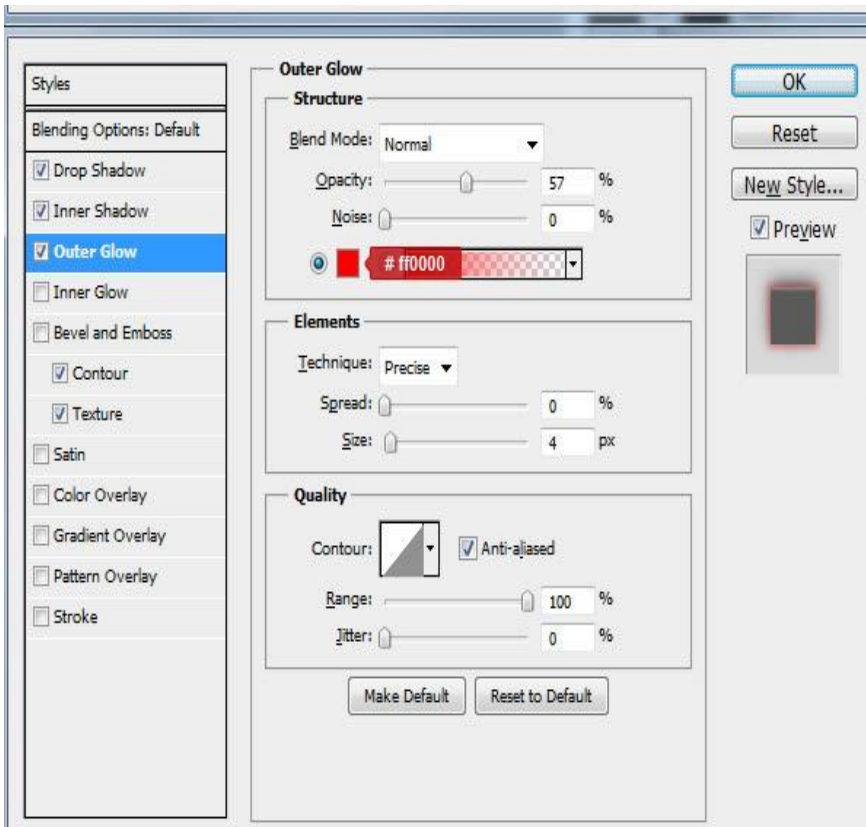 Styles
Blending Options: Default
Drop Shadow
Inner Shadow
Outer Glow
Inner Glow
Bevel and Emboss
Contour
Texture
Satin
Color Overlay
Gradient Overlay
Pattern Overlay
Stroke
Outer Glow
Structure
Blend Mode: Normal
Opacity: 57 %
Noise: 0 %
# ff0000
Elements
Technique: Precise
Spread: 0 %
Size: 4 px
Quality
Contour: Anti-aliased
Range: 100 %
Jitter: 0 %
Make Default Reset to Default
OK
Reset
New Style...
Preview